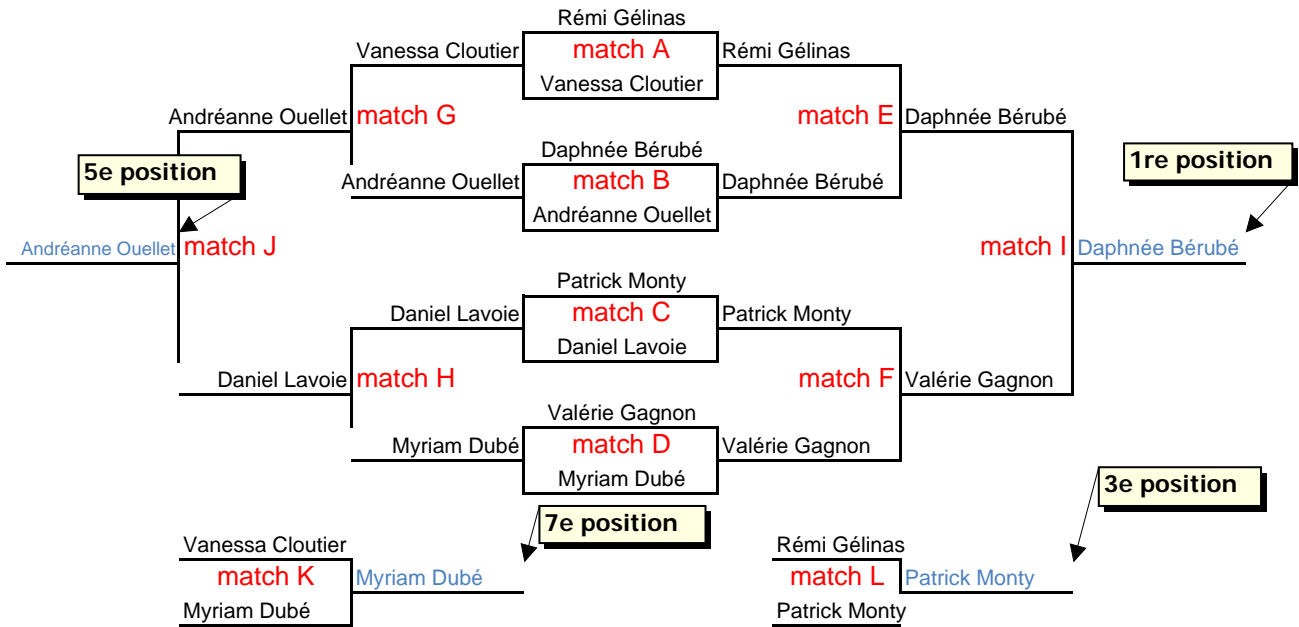 Rémi Gélinas
Vanessa Cloutier match A Rémi Gélinas
Vanessa Cloutier
Andréanne Ouellet match G match E Daphnée Bérubé
Daphnée Bérubé
5e position 1re position
Andréanne Ouellet match B Daphnée Bérubé
Andréanne Ouellet
Andréanne Ouellet match J match I Daphnée Bérubé
Patrick Monty
Daniel Lavoie match C Patrick Monty
Daniel Lavoie
Daniel Lavoie match H match F Valérie Gagnon
Valérie Gagnon
Myriam Dubé match D Valérie Gagnon
Myriam Dubé
3e position
7e position
Vanessa Cloutier Rémi Gélinas
match K Myriam Dubé match L Patrick Monty
Myriam Dubé Patrick Monty